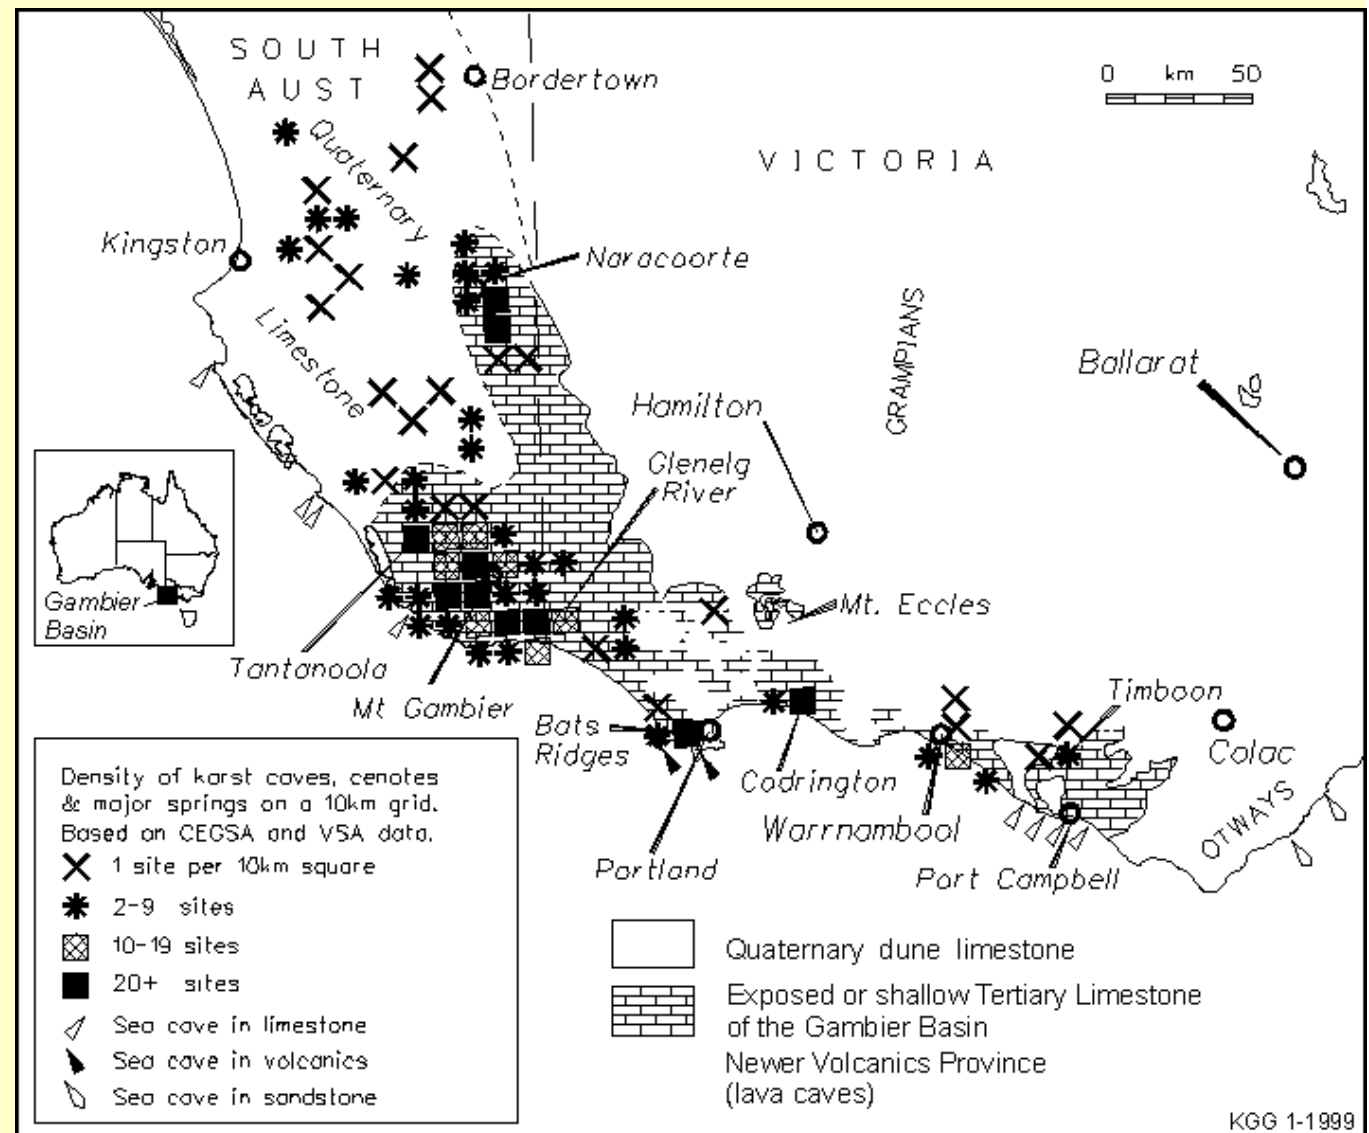 SOUTH
AUST
Bordertown
0 km 50
VICTORIA
Quaternary
Kingston
Naracoorte
Limestone
GRAMPIANS
Ballarat
Hamilton
Glenelg
River
Gambier
Basin
Mt. Eccles
Tantanoola
Mt Gambier
Bats
Ridges
Timboon
Colac
Codrington
Warrnambool
OTWAYS
Portland
Port Campbell
Density of karst caves, cenotes
& major springs on a 10km grid.
Based on CEGSA and VSA data.
1 site per 10km square
2-9 sites
10-19 sites
20+ sites
Sea cave in limestone
Sea cave in volcanics
Sea cave in sandstone
Quaternary dune limestone
Exposed or shallow Tertiary Limestone
of the Gambier Basin
Newer Volcanics Province
(lava caves)
KGG 1-1999